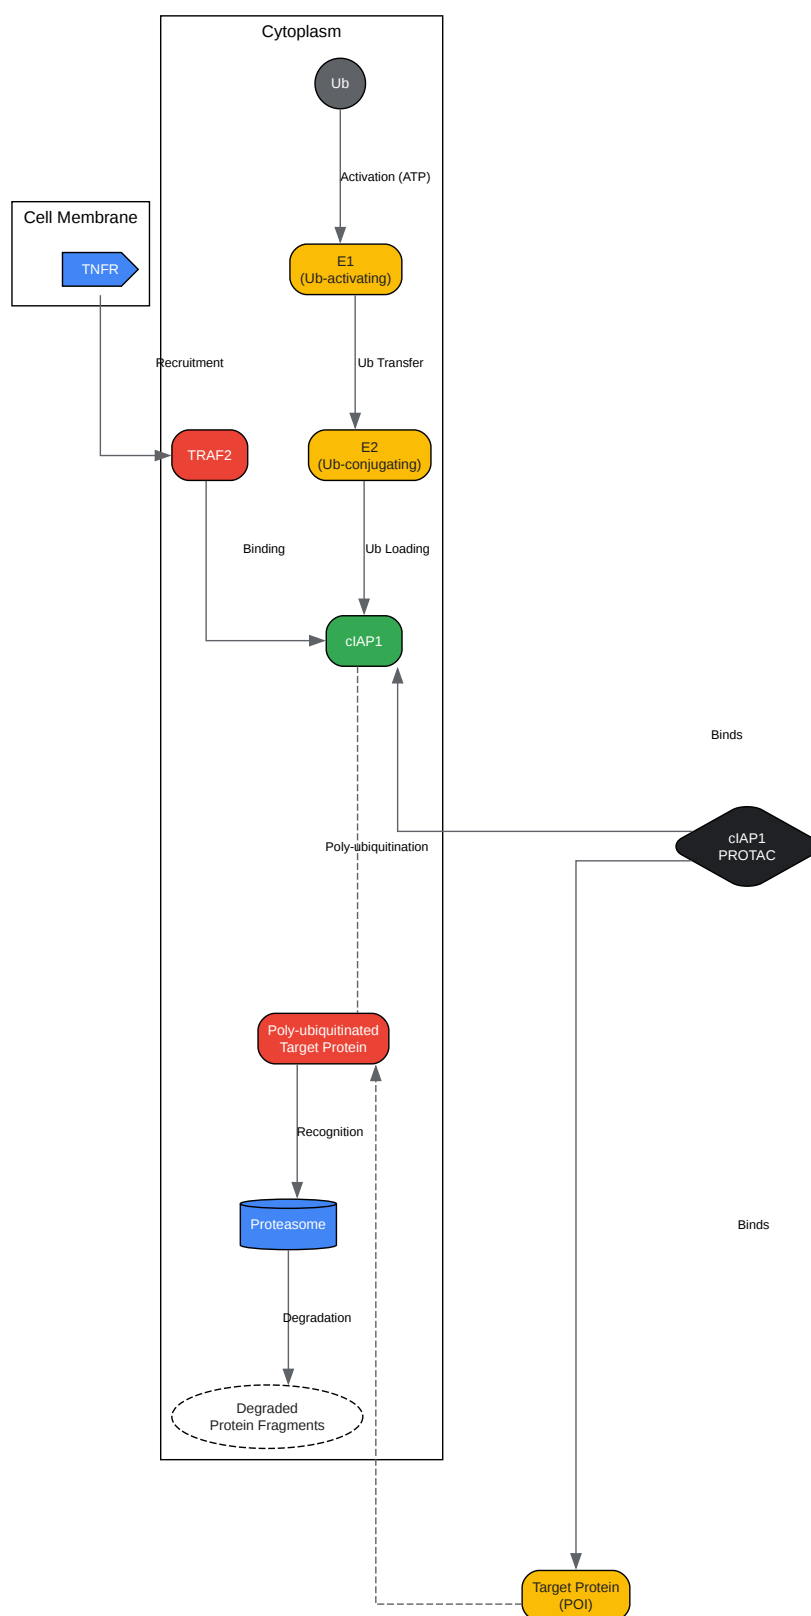 Cytoplasm
Ub
Activation (ATP)
Cell Membrane
TNFR
E1
(Ub-activating)
Recruitment
Ub Transfer
TRAF2
E2
(Ub-conjugating)
Binding
Ub Loading
cIAP1
Binds
cIAP1
PROTAC
Poly-ubiquitination
Poly-ubiquitinated
Target Protein
Recognition
Proteasome
Binds
Degradation
Degraded
Protein Fragments
Target Protein
(POI)